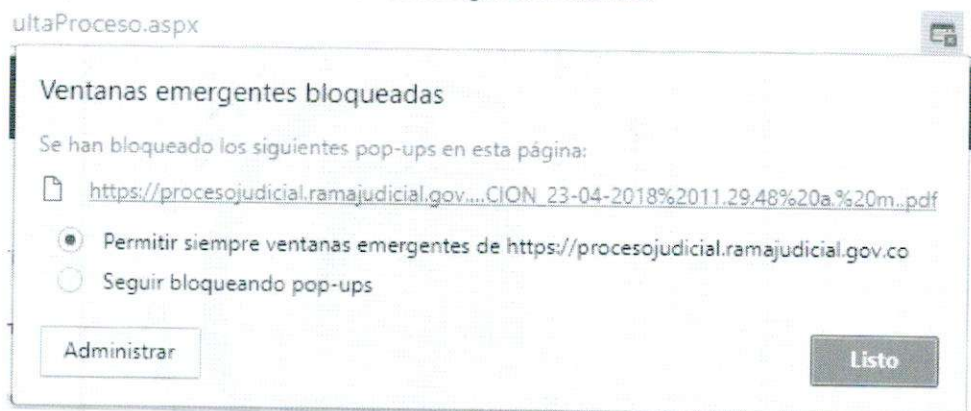 ultaProceso.aspx
Ventanas emergentes bloqueadas
Se han bloqueado los siguientes pop-ups en esta página:
https://procesojudicial.ramajudicial.gov....CION_23-04-2018%2011.29.48%20a.%20m..pdf
Permitir siempre ventanas emergentes de https://procesojudicial.ramajudicial.gov.co
Seguir bloqueando pop-ups
Administrar
Listo